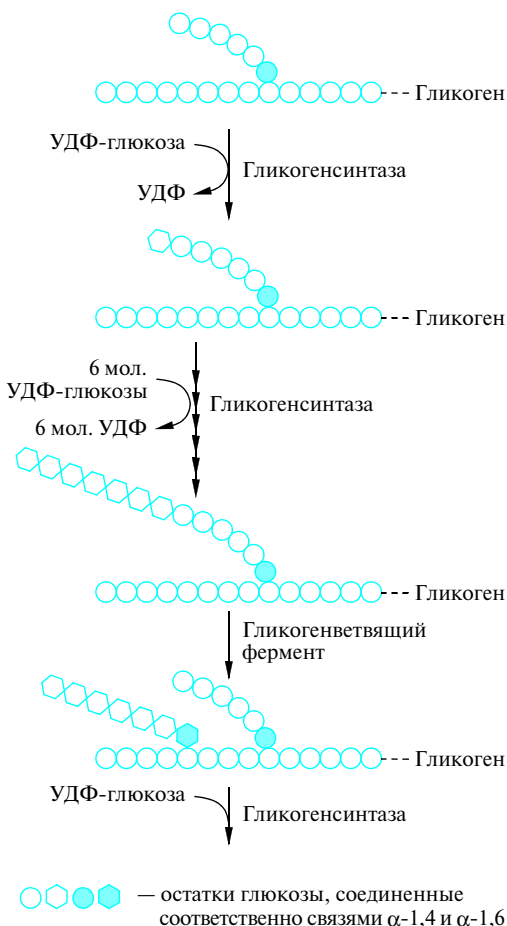 Гликоген
УДФ-глюкоза
Гликогенсинтаза
УДФ
Гликоген
6 мол.
УДФ-глюкозы
Гликогенсинтаза
6 мол. УДФ
Гликоген
Гликогенветвящий
фермент
Гликоген
УДФ-глюкоза
Гликогенсинтаза
— остатки глюкозы, соединенные
соответственно связями α-1,4 и α-1,6